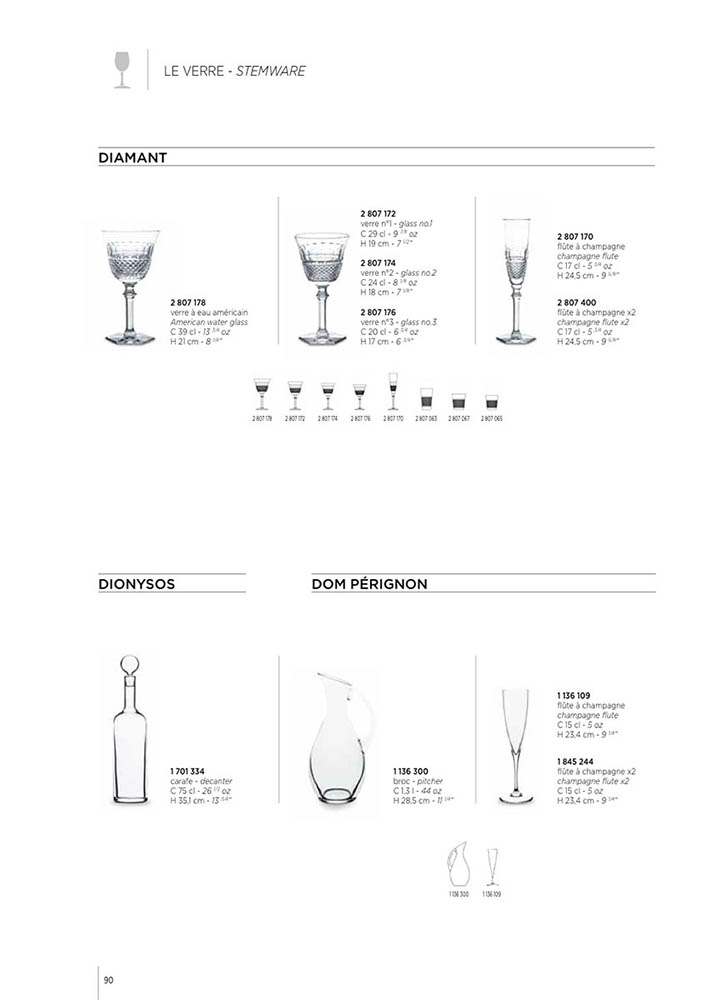 LE VERRE - STEMWARE
DIAMANT
2 807 178
verre à eau américain
American water glass
C 39 cl - 13 3/4 oz
H 21 cm - 8 1/4"
2 807 172
verre n°1 - glass no.1
C 29 cl - 9 7/8 oz
H 19 cm - 7 1/2"
2 807 174
verre n°2 - glass no.2
C 24 cl - 8 oz
H 18 cm - 7 "
2 807 176
verre n°3 - glass no.3
C 20 cl - 6 3/4 oz
H 17 cm - 6 3/4"
2 807 170
flûte à champagne
champagne flute
C 17 cl - 5 3/4 oz
H 24,5 cm - 9 5/8"
2 807 400
flûte à champagne x2
champagne flute x2
C 17 cl - 5 3/4 oz
H 24,5 cm - 9 5/8"
2 807 178 2 807 172 2 807 174 2 807 176 2 807 170 2 807 063 2 807 067 2 807 065
DIONYSOS
DOM PÉRIGNON
1 701 334
carafe - decanter
C 75 cl - 26 1/2 oz
H 35,1 cm - 13 3/4"
1 136 300
broc - pitcher
C 1,3 l - 44 oz
H 28,5 cm - 11 1/4"
1 136 109
flûte à champagne
champagne flute
C 15 cl - 5 oz
H 23,4 cm - 9 1/4"
1 845 244
flûte à champagne x2
champagne flute x2
C 15 cl - 5 oz
H 23,4 cm - 9 1/4"
1 136 300 1 136 109
90